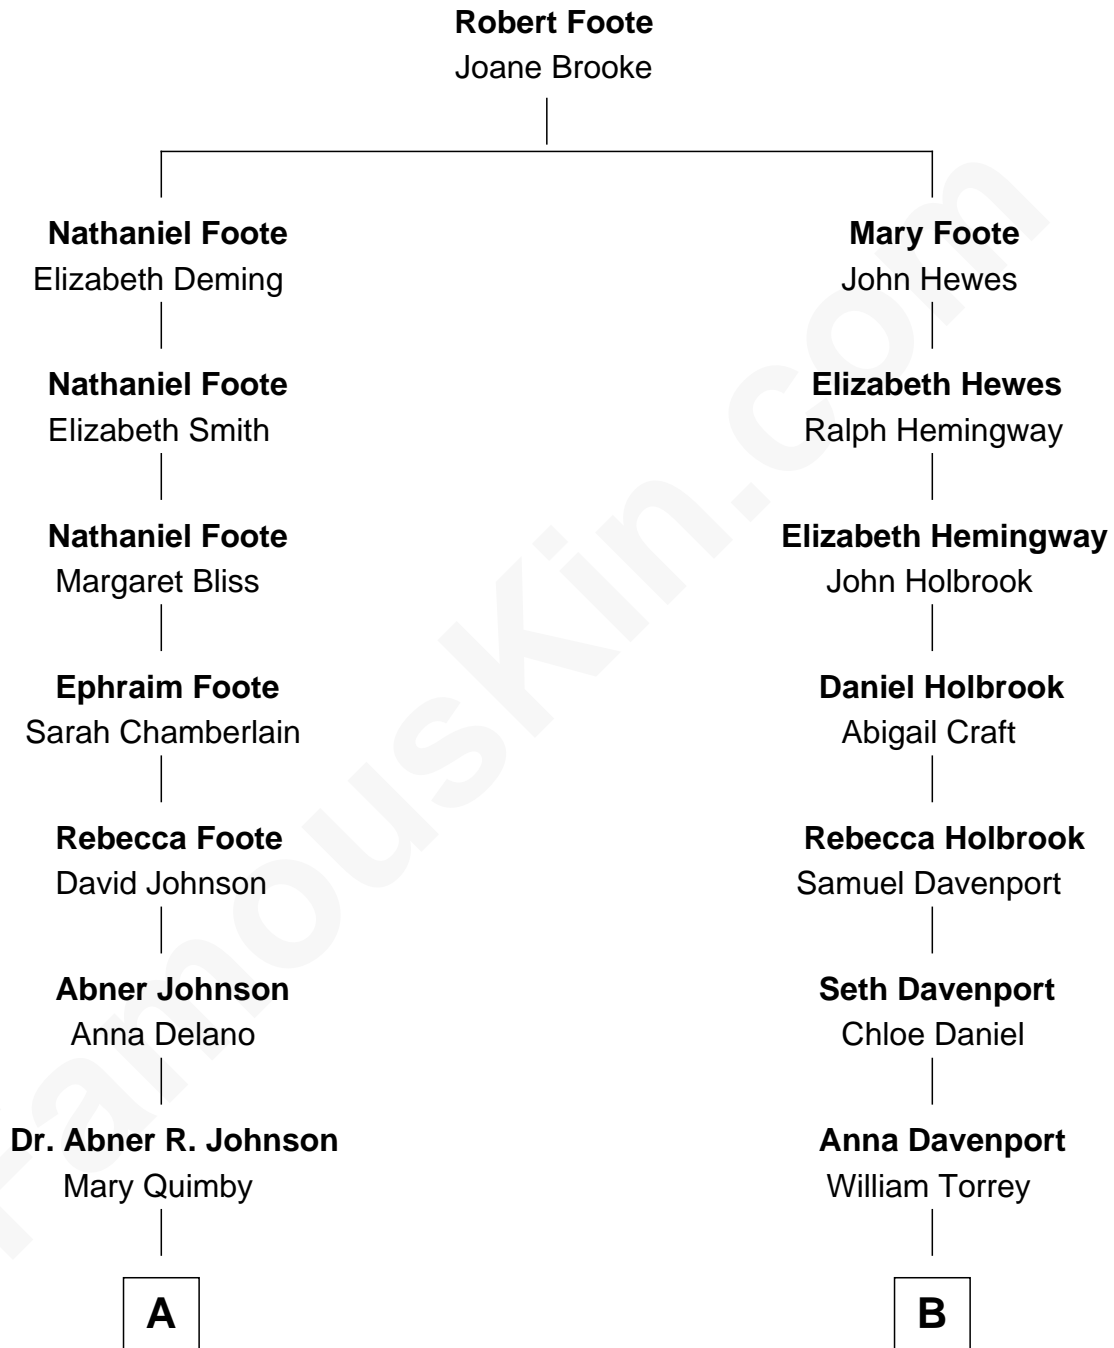 Robert Foote
Joane Brooke
Nathaniel Foote
Elizabeth Deming
Mary Foote
John Hewes
Nathaniel Foote
Elizabeth Smith
Elizabeth Hewes
Ralph Hemingway
Nathaniel Foote
Margaret Bliss
Elizabeth Hemingway
John Holbrook
Ephraim Foote
Sarah Chamberlain
Daniel Holbrook
Abigail Craft
Rebecca Foote
David Johnson
Rebecca Holbrook
Samuel Davenport
Abner Johnson
Anna Delano
Seth Davenport
Chloe Daniel
Dr. Abner R. Johnson
Mary Quimby
Anna Davenport
William Torrey
A
B
FamousKin.com